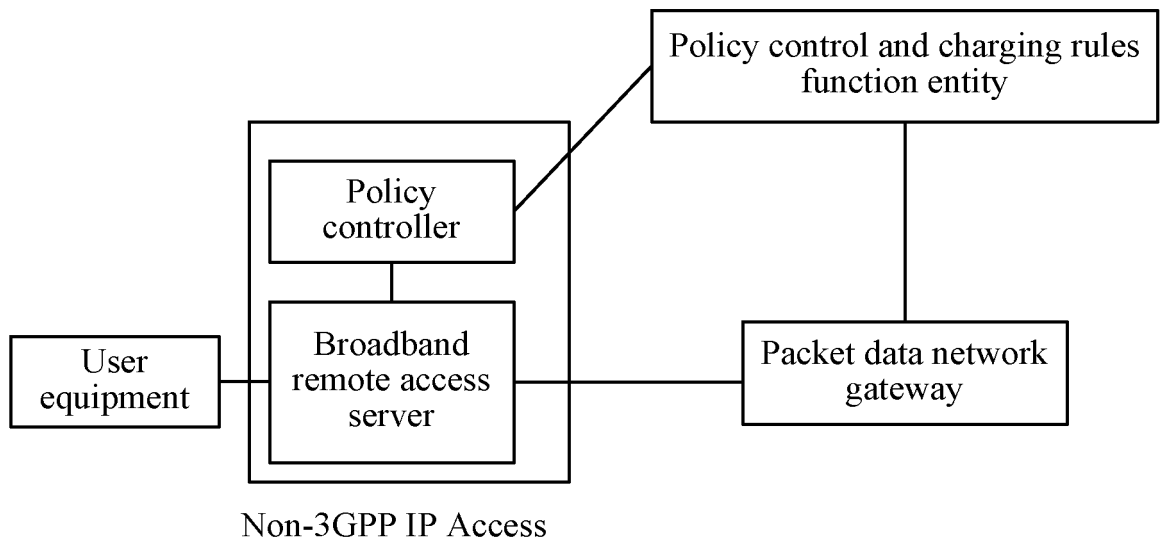 Policy control and charging rules
function entity
Policy
controller
Broadband
remote access
server
User
equipment
Packet data network
gateway
Non-3GPP IP Access